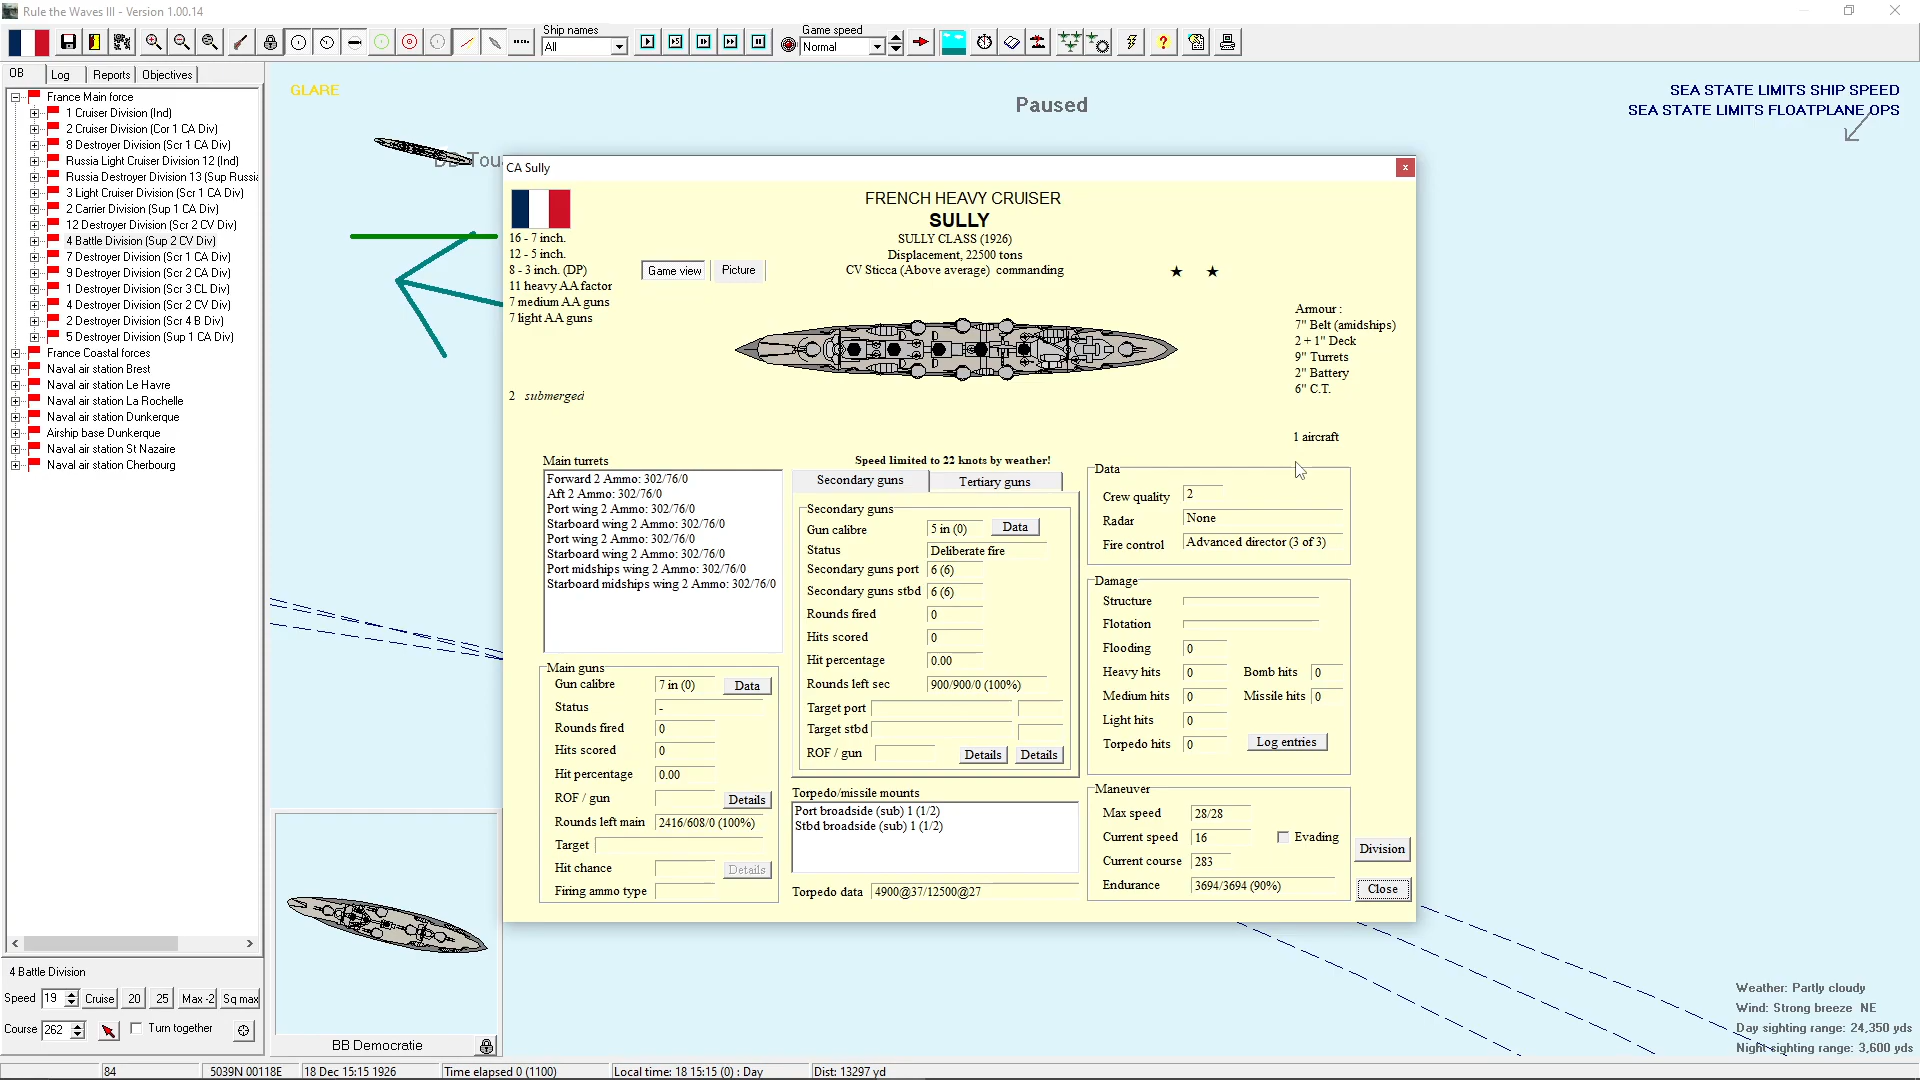 Rule the Waves III - Version 1.00.14
Ship names
All
Game speed
Normal
OB
Log
Reports
Objectives
France Main force
1 Cruiser Division (Ind)
2 Cruiser Division (Cor 1 CA Div)
8 Destroyer Division (Scr 1 CA Div)
Russia Light Cruiser Division 12 (Ind)
Russia Destroyer Division 13 (Sup Russia
3 Light Cruiser Division (Scr 1 CA Div)
2 Carrier Division (Sup 1 CA Div)
12 Destroyer Division (Scr 2 CV Div)
4 Battle Division (Sup 2 CV Div)
7 Destroyer Division (Scr 1 CA Div)
9 Destroyer Division (Scr 2 CA Div)
1 Destroyer Division (Scr 3 CL Div)
4 Destroyer Division (Scr 2 CV Div)
2 Destroyer Division (Scr 4 B Div)
5 Destroyer Division (Sup 1 CA Div)
France Coastal forces
Naval air station Brest
Naval air station Le Havre
Naval air station La Rochelle
Naval air station Dunkerque
Airship base Dunkerque
Naval air station St Nazaire
Naval air station Cherbourg
4 Battle Division
Speed 19 Cruise 20 25 Max -2 Sq max
Course 262 Turn together
GLARE
Paused
SEA STATE LIMITS SHIP SPEED
SEA STATE LIMITS FLOATPLANE OPS
CA Sully
x
FRENCH HEAVY CRUISER
SULLY
SULLY CLASS (1926)
Displacement, 22500 tons
CV Sticca (Above average) commanding
16 - 7 inch.
12 - 5 inch.
8 - 3 inch. (DP)
11 heavy AA factor
7 medium AA guns
7 light AA guns
Game view
Picture
2 submerged
Armour :
7" Belt (amidships)
2 + 1" Deck
9" Turrets
2" Battery
6" C.T.
1 aircraft
Main turrets
Forward 2 Ammo: 302/76/0
Aft 2 Ammo: 302/76/0
Port wing 2 Ammo: 302/76/0
Starboard wing 2 Ammo: 302/76/0
Port wing 2 Ammo: 302/76/0
Starboard wing 2 Ammo: 302/76/0
Port midships wing 2 Ammo: 302/76/0
Starboard midships wing 2 Ammo: 302/76/0
Main guns
Gun calibre 7 in (0) Data
Status -
Rounds fired 0
Hits scored 0
Hit percentage 0.00
ROF / gun Details
Rounds left main 2416/608/0 (100%)
Target
Hit chance Details
Firing ammo type
Speed limited to 22 knots by weather!
Secondary guns
Tertiary guns
Secondary guns
Gun calibre 5 in (0) Data
Status Deliberate fire
Secondary guns port 6 (6)
Secondary guns stbd 6 (6)
Rounds fired 0
Hits scored 0
Hit percentage 0.00
Rounds left sec 900/900/0 (100%)
Target port
Target stbd
ROF / gun Details Details
Torpedo/missile mounts
Port broadside (sub) 1 (1/2)
Stbd broadside (sub) 1 (1/2)
Torpedo data 4900@37/12500@27
Data
Crew quality 2
Radar None
Fire control Advanced director (3 of 3)
Damage
Structure
Flotation
Flooding 0
Heavy hits 0 Bomb hits 0
Medium hits 0 Missile hits 0
Light hits 0
Torpedo hits 0 Log entries
Maneuver
Max speed 28/28
Current speed 16 Evading
Current course 283
Endurance 3694/3694 (90%)
Division
Close
BB Democratie
Weather: Partly cloudy
Wind: Strong breeze NE
Day sighting range: 24,350 yds
Night sighting range: 3,600 yds
84
5039N 00118E
18 Dec 15:15 1926
Time elapsed 0 (1100)
Local time: 18 15:15 (0) : Day
Dist: 13297 yd